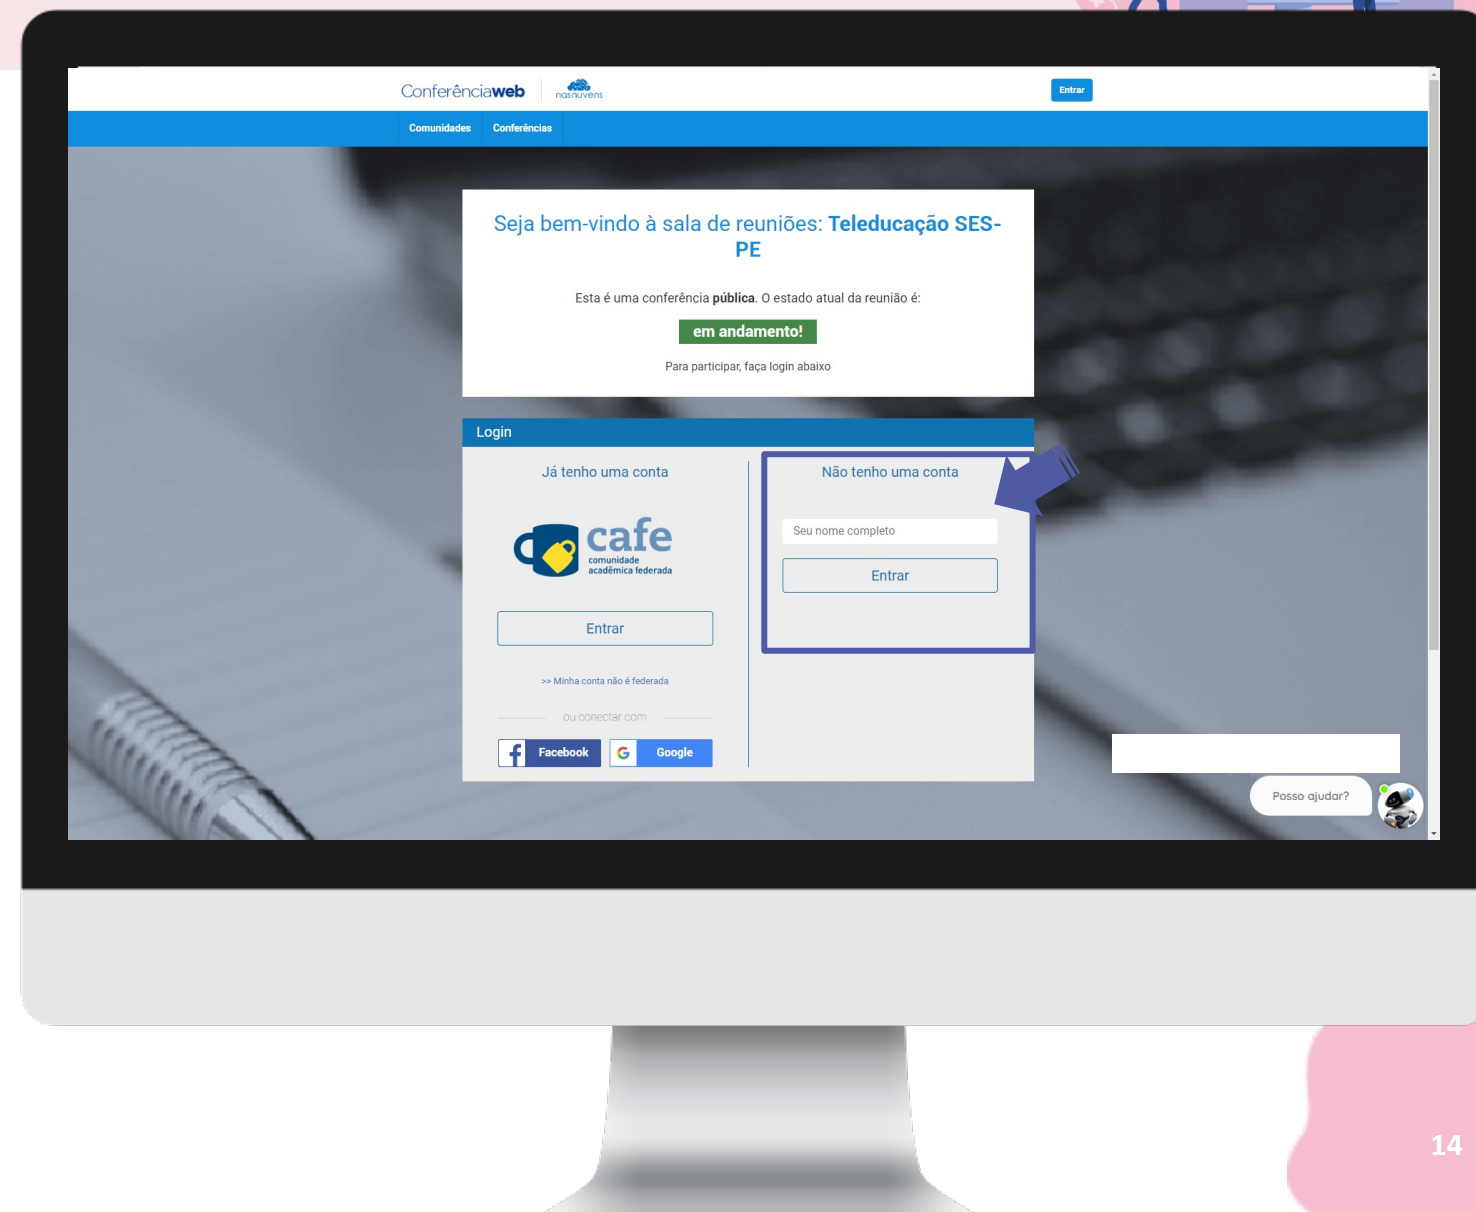 Conferênciaweb
nasnuvens
Entrar
Comunidades
Conferências
Seja bem-vindo à sala de reuniões: Teleducação SES-
PE
Esta é uma conferência pública. O estado atual da reunião é:
em andamento!
Para participar, faça login abaixo
Login
Já tenho uma conta
cafe
comunidade
acadêmica federada
Entrar
>> Minha conta não é federada
ou conectar com
Facebook
Google
Não tenho uma conta
Seu nome completo
Entrar
Posso ajudar?
14